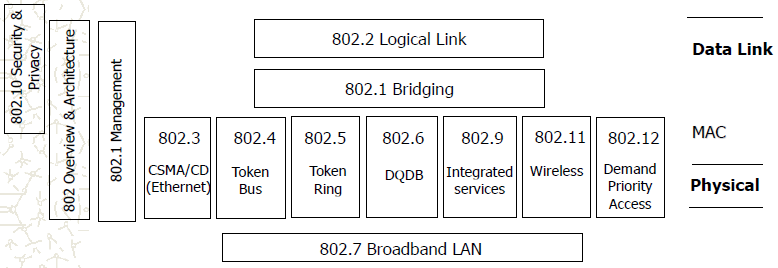 802.10 Security &
Privacy
802 Overview & Architecture
802.1 Management
802.2 Logical Link
802.1 Bridging
802.3
CSMA/CD
(Ethernet)
802.4
Token
Bus
802.5
Token
Ring
802.6
DQDB
802.9
Integrated
services
802.11
Wireless
802.12
Demand
Priority
Access
802.7 Broadband LAN
Data Link
MAC
Physical